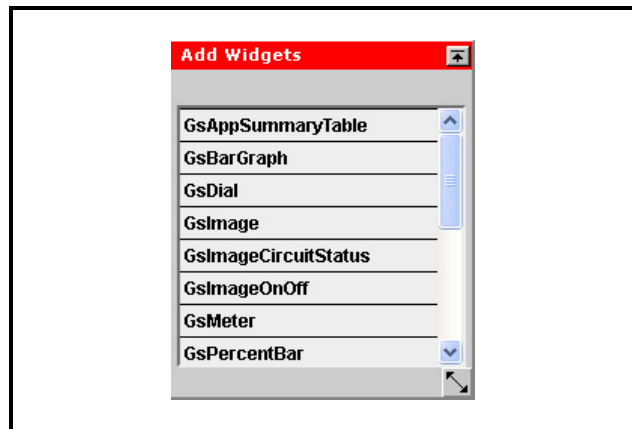 Add Widgets
GsAppSummaryTable
GsBarGraph
GsDial
GsImage
GsImageCircuitStatus
GsImageOnOff
GsMeter
GsPercentBar